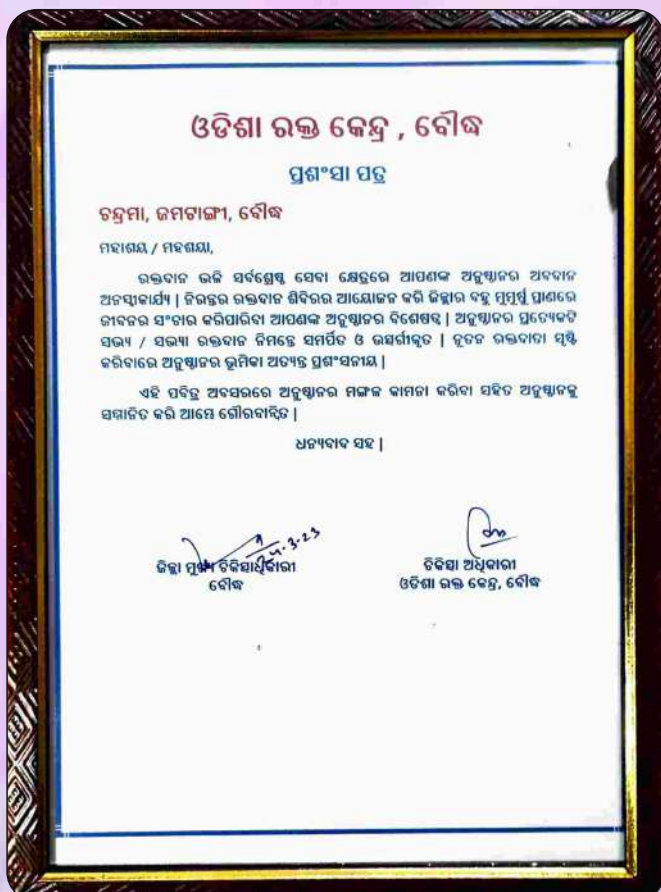 ଓଡିଶା ରକ୍ତ କେନ୍ଦ୍ର , ବୌଦ୍ଧ
ପ୍ରଶଂସା ପତ୍ର
ଚନ୍ଦ୍ରମା, ଜମଟାଙ୍ଗୀ, ବୌଦ୍ଧ
ମହାଶୟ / ମହଶୟା,
ରକ୍ତଦାନ ଭଳି ସର୍ବଶ୍ରେଷ୍ଠ ସେବା କ୍ଷେତ୍ରରେ ଆପଣଙ୍କ ଅନୁଷ୍ଠାନର ଅବଦାନ
ଅନସ୍ୱୀକାର୍ଯ୍ୟ | ନିରନ୍ତର ରକ୍ତଦାନ ଶିବିରର ଆୟୋଜନ କରି ଜିଲ୍ଲାର ବହୁ ମୁମୁର୍ଷୁ ପ୍ରାଣରେ
ଜୀବନର ସଂଚାର କରିପାରିବା ଆପଣଙ୍କ ଅନୁଷ୍ଠାନର ବିଶେଷତ୍ୱ | ଅନୁଷ୍ଠାନର ପ୍ରତ୍ୟେକଟି
ସଭ୍ୟ / ସଭ୍ୟା ରକ୍ତଦାନ ନିମନ୍ତେ ସମର୍ପିତ ଓ ଉତ୍ସର୍ଗୀକୃତ | ନୂତନ ରକ୍ତଦାତା ସୃଷ୍ଟି
କରିବାରେ ଅନୁଷ୍ଠାନର ଭୂମିକା ଅତ୍ୟନ୍ତ ପ୍ରଶଂସନୀୟ |
ଏହି ପବିତ୍ର ଅବସରରେ ଅନୁଷ୍ଠାନର ମଙ୍ଗଳ କାମନା କରିବା ସହିତ ଅନୁଷ୍ଠାନକୁ
ସମ୍ମାନିତ କରି ଆମେ ଗୌରବାନ୍ୱିତ |
ଧନ୍ୟବାଦ ସହ |
ଜିଲ୍ଲା ମୁଖ୍ୟ ଚିକିତ୍ସାଧିକାରୀ
ବୌଦ୍ଧ
ଚିକିତ୍ସା ଅଧିକାରୀ
ଓଡିଶା ରକ୍ତ କେନ୍ଦ୍ର, ବୌଦ୍ଧ